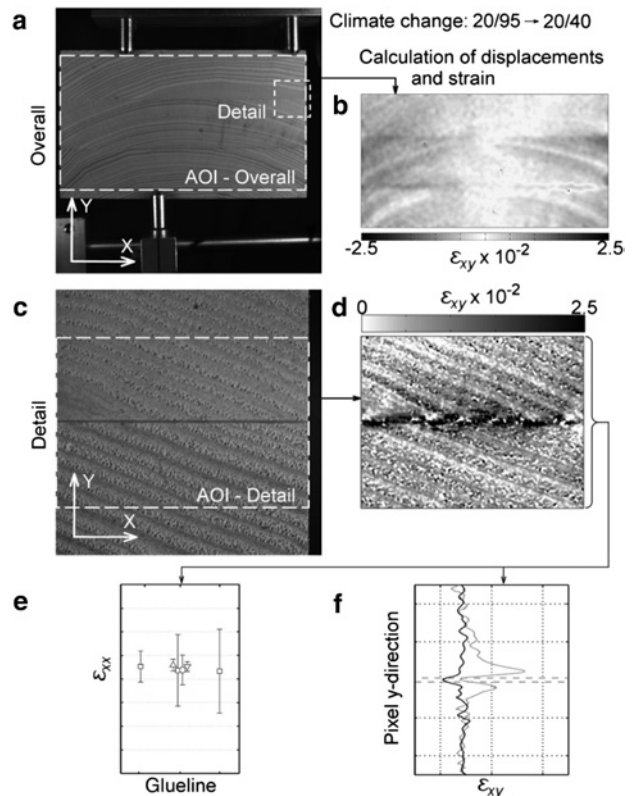 a
Climate change: 20/95 → 20/40
Calculation of displacements
and strain
Overall
Detail
AOI - Overall
Y
X
b
-2.5
2.5
εxy x 10⁻²
c
Detail
AOI - Detail
Y
X
d
εxy x 10⁻²
0
2.5
e
εxx
Glueline
f
Pixel y-direction
εxy